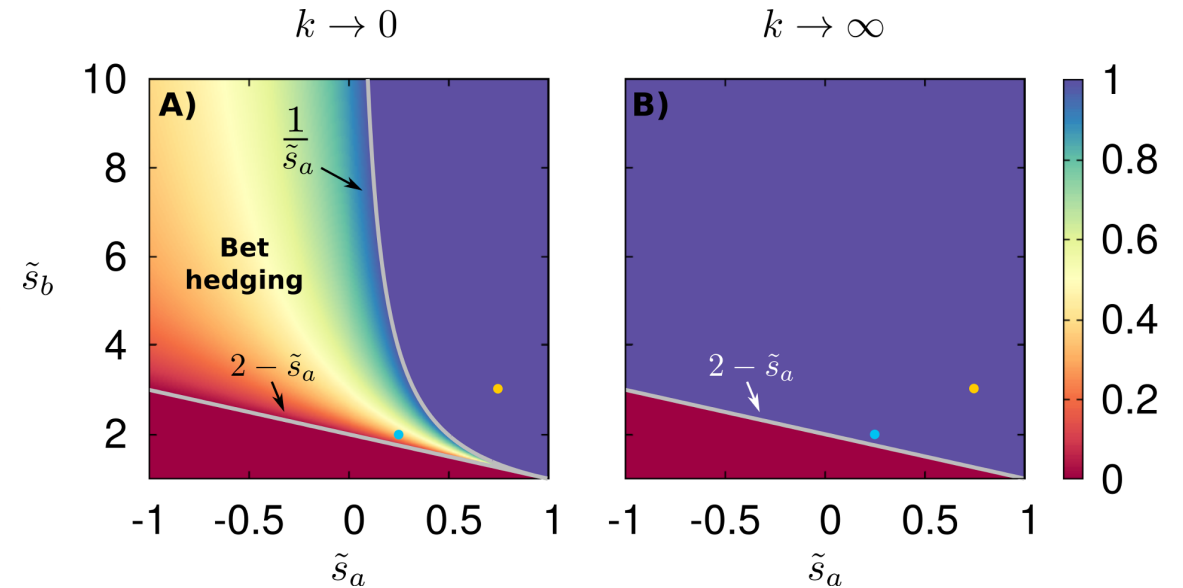 k → 0
k → ∞
A)
B)
10
8
6
4
2
s̃_b
1/s̃_a
Bet
hedging
2 − s̃_a
2 − s̃_a
1
0.8
0.6
0.4
0.2
0
-1 -0.5 0 0.5 1
-1 -0.5 0 0.5 1
s̃_a
s̃_a